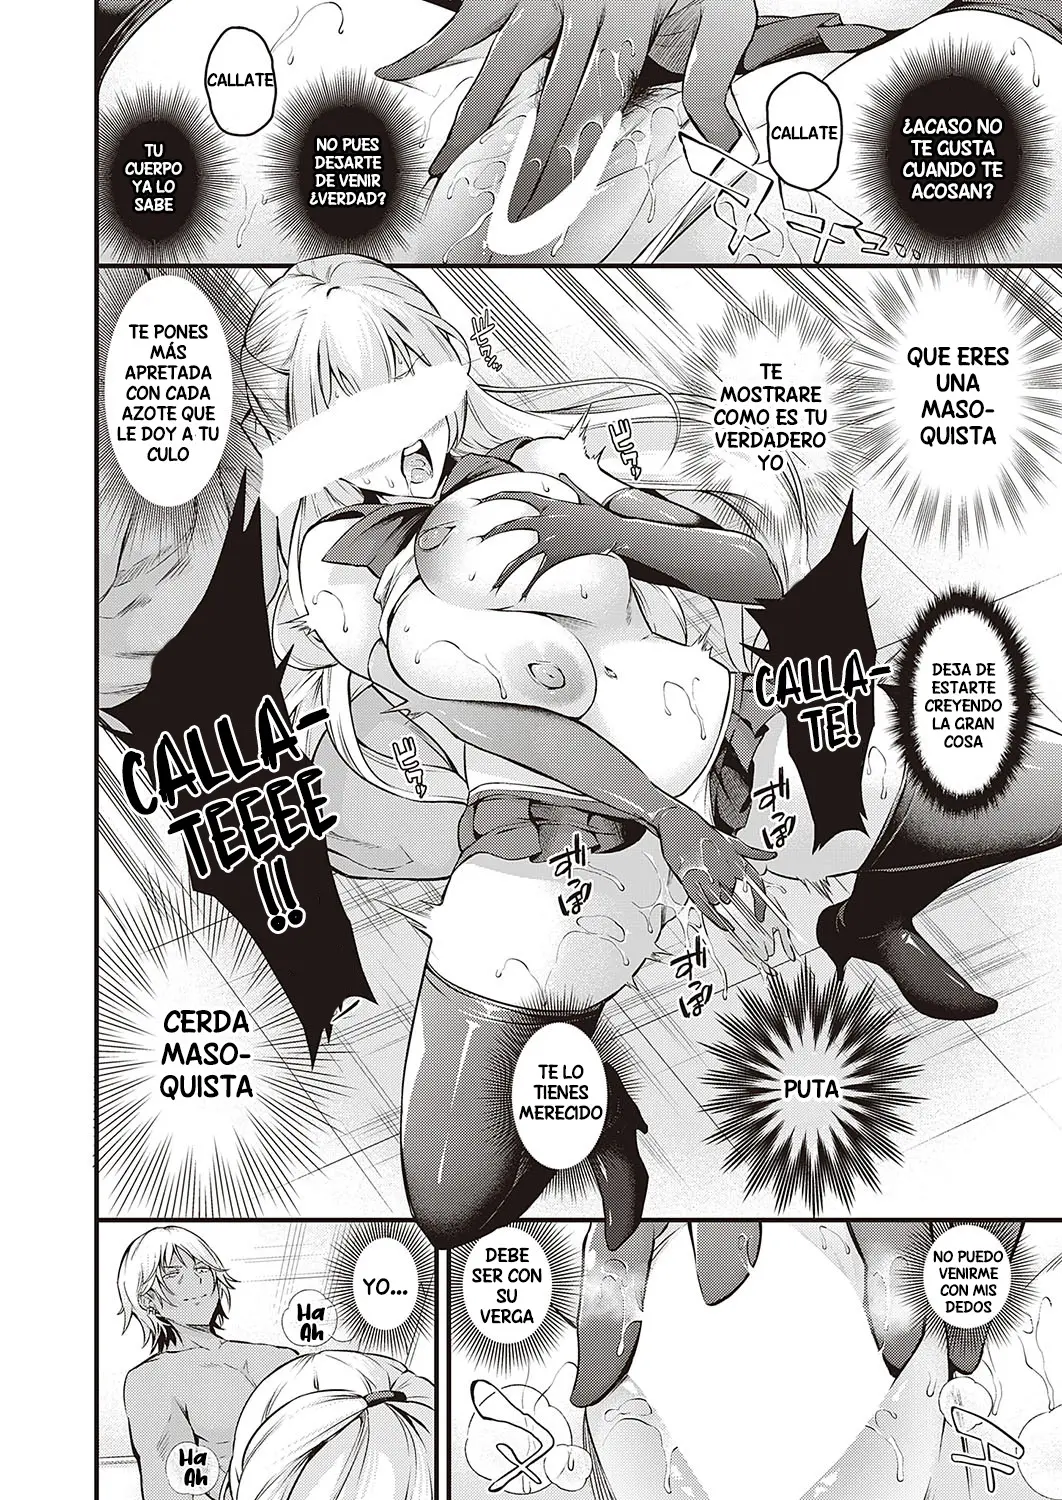 ¿ACASO NO
TE GUSTA
CUANDO TE
ACOSAN?
CALLATE
NO PUES
DEJARTE
DE VENIR
¿VERDAD?
CALLATE
TU
CUERPO
YA LO
SABE
QUE ERES
UNA
MASO-
QUISTA
TE
MOSTRARE
COMO ES TU
VERDADERO
YO
TE PONES
MÁS
APRETADA
CON CADA
AZOTE QUE
LE DOY A TU
CULO
DEJA DE
ESTARTE
CREYENDO
LA GRAN
COSA
CALLA-
TE!
CALLA-
TEEEE
!!
PUTA
TE LO
TIENES
MERECIDO
CERDA
MASO-
QUISTA
NO PUEDO
VENIRME
CON MIS
DEDOS
DEBE
SER CON
SU
VERGA
YO...
Ha
Ah
Ha
Ah